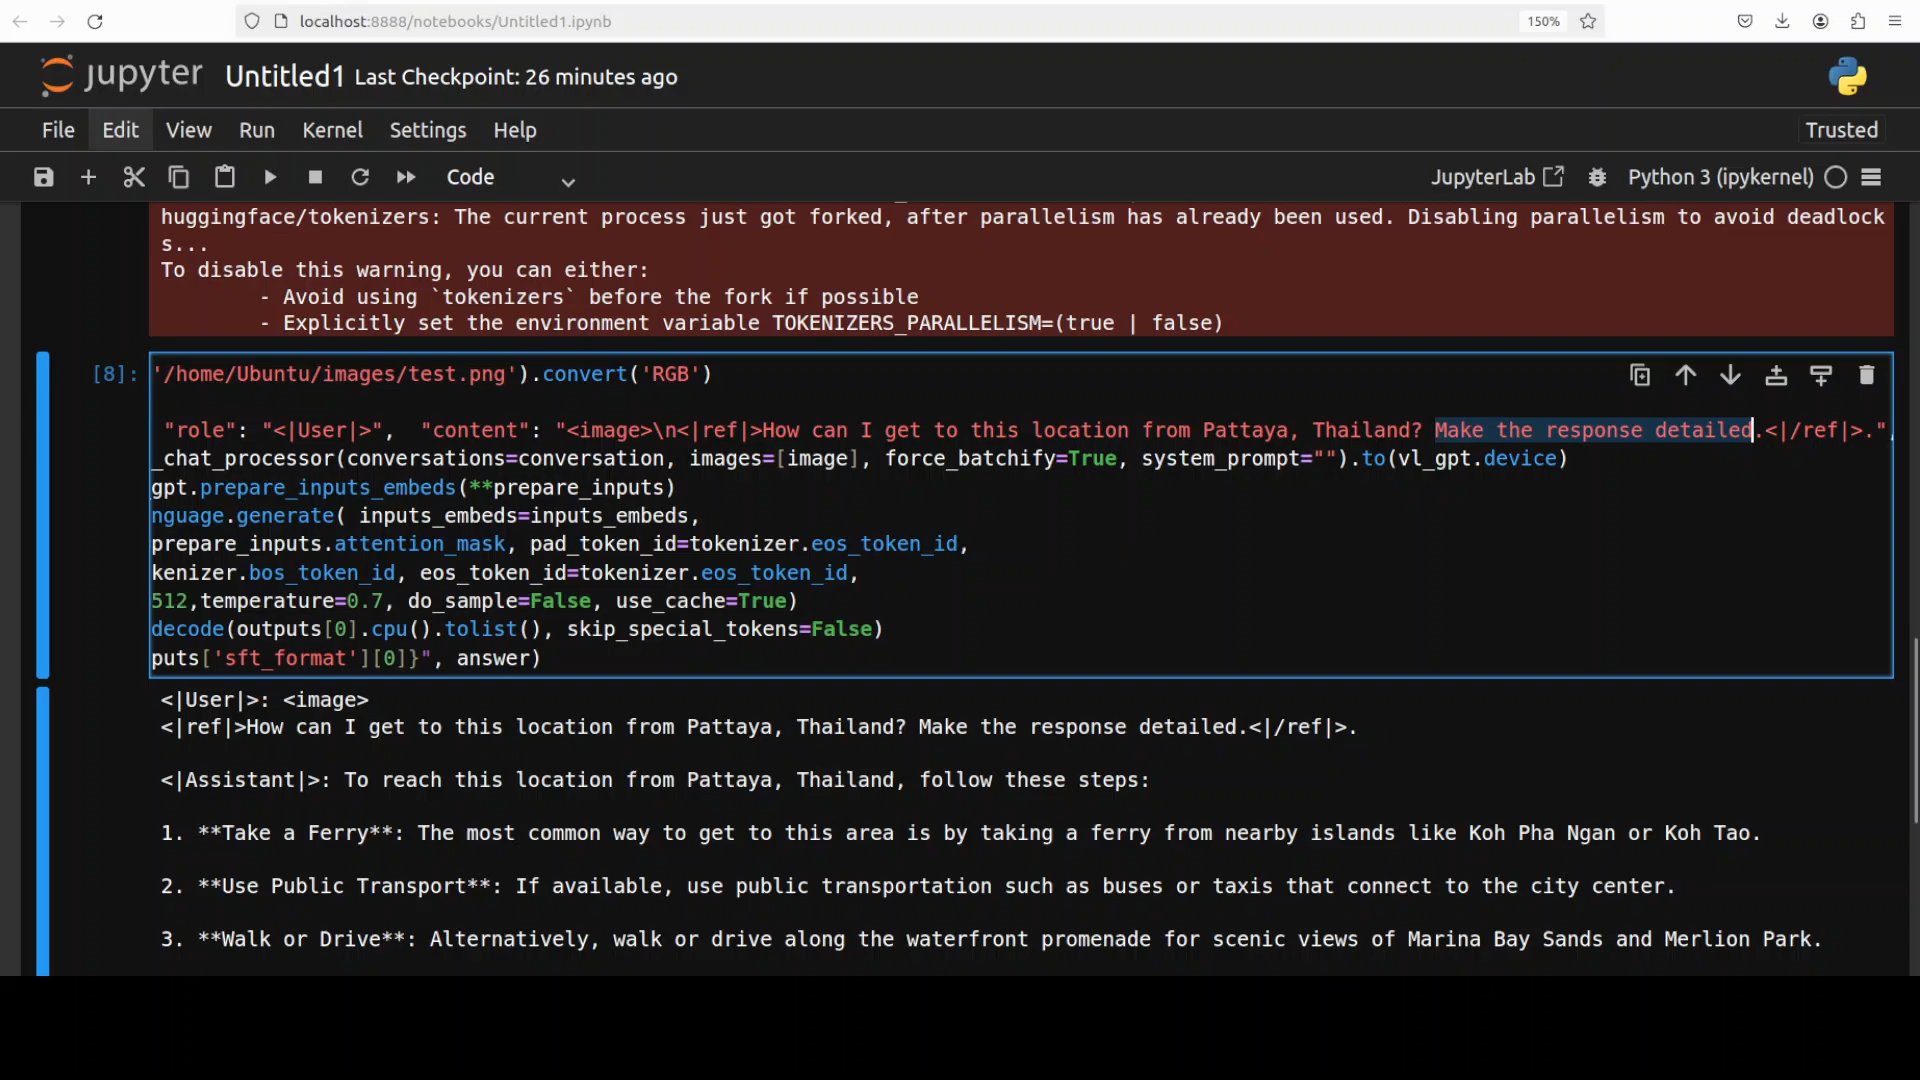 localhost:8888/notebooks/Untitled1.ipynb
150%
jupyter
Untitled1 Last Checkpoint: 26 minutes ago
File Edit View Run Kernel Settings Help
Trusted
Code
JupyterLab
Python 3 (ipykernel)
huggingface/tokenizers: The current process just got forked, after parallelism has already been used. Disabling parallelism to avoid deadlock
s...
To disable this warning, you can either:
- Avoid using `tokenizers` before the fork if possible
- Explicitly set the environment variable TOKENIZERS_PARALLELISM=(true | false)
[8]:
'/home/Ubuntu/images/test.png').convert('RGB')
"role": "<|User|>",  "content": "<image>\n<|ref|>How can I get to this location from Pattaya, Thailand? Make the response detailed.<|/ref|>.",
_chat_processor(conversations=conversation, images=[image], force_batchify=True, system_prompt="").to(vl_gpt.device)
gpt.prepare_inputs_embeds(**prepare_inputs)
nguage.generate( inputs_embeds=inputs_embeds,
prepare_inputs.attention_mask, pad_token_id=tokenizer.eos_token_id,
kenizer.bos_token_id, eos_token_id=tokenizer.eos_token_id,
512,temperature=0.7, do_sample=False, use_cache=True)
decode(outputs[0].cpu().tolist(), skip_special_tokens=False)
puts['sft_format'][0]}", answer)
<|User|>: <image>
<|ref|>How can I get to this location from Pattaya, Thailand? Make the response detailed.<|/ref|>.
<|Assistant|>: To reach this location from Pattaya, Thailand, follow these steps:
1. **Take a Ferry**: The most common way to get to this area is by taking a ferry from nearby islands like Koh Pha Ngan or Koh Tao.
2. **Use Public Transport**: If available, use public transportation such as buses or taxis that connect to the city center.
3. **Walk or Drive**: Alternatively, walk or drive along the waterfront promenade for scenic views of Marina Bay Sands and Merlion Park.